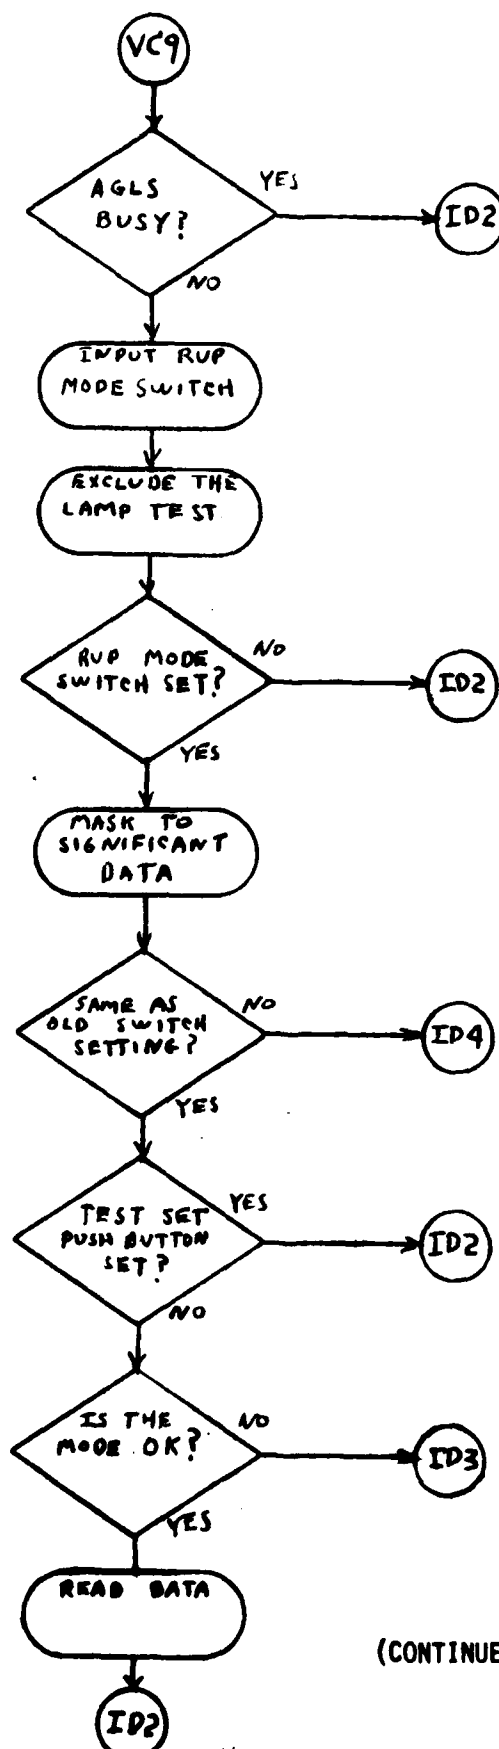 VC9
AGLS
BUSY?
YES
ID2
NO
INPUT RUP
MODE SWITCH
EXCLUDE THE
LAMP TEST
RUP MODE
SWITCH SET?
NO
ID2
YES
MASK TO
SIGNIFICANT
DATA
SAME AS
OLD SWITCH
SETTING?
NO
ID4
YES
TEST SET
PUSH BUTTON
SET?
YES
ID2
NO
IS THE
MODE OK?
NO
ID3
YES
READ DATA
(CONTINUE
ID2